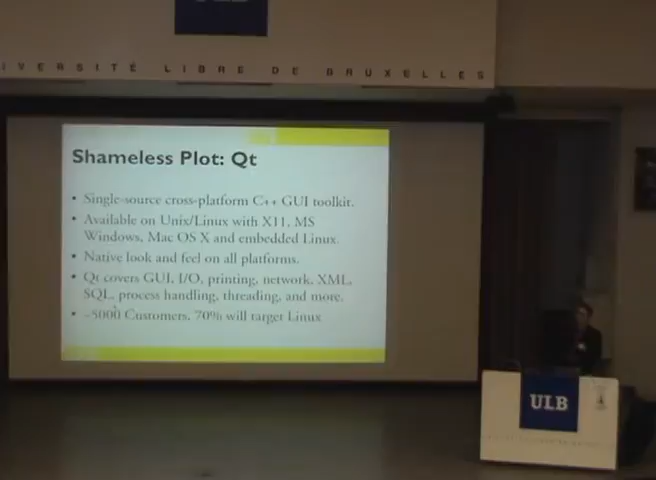 IVERSITÉ LIBRE DE BRUXELLES
Shameless Plot: Qt
• Single-source cross-platform C++ GUI toolkit.
• Available on Unix/Linux with X11, MS
Windows, Mac OS X and embedded Linux.
• Native look and feel on all platforms.
• Qt covers GUI, I/O, printing, network, XML,
SQL, process handling, threading, and more.
• ~5000 Customers, 70% will target Linux
ULB